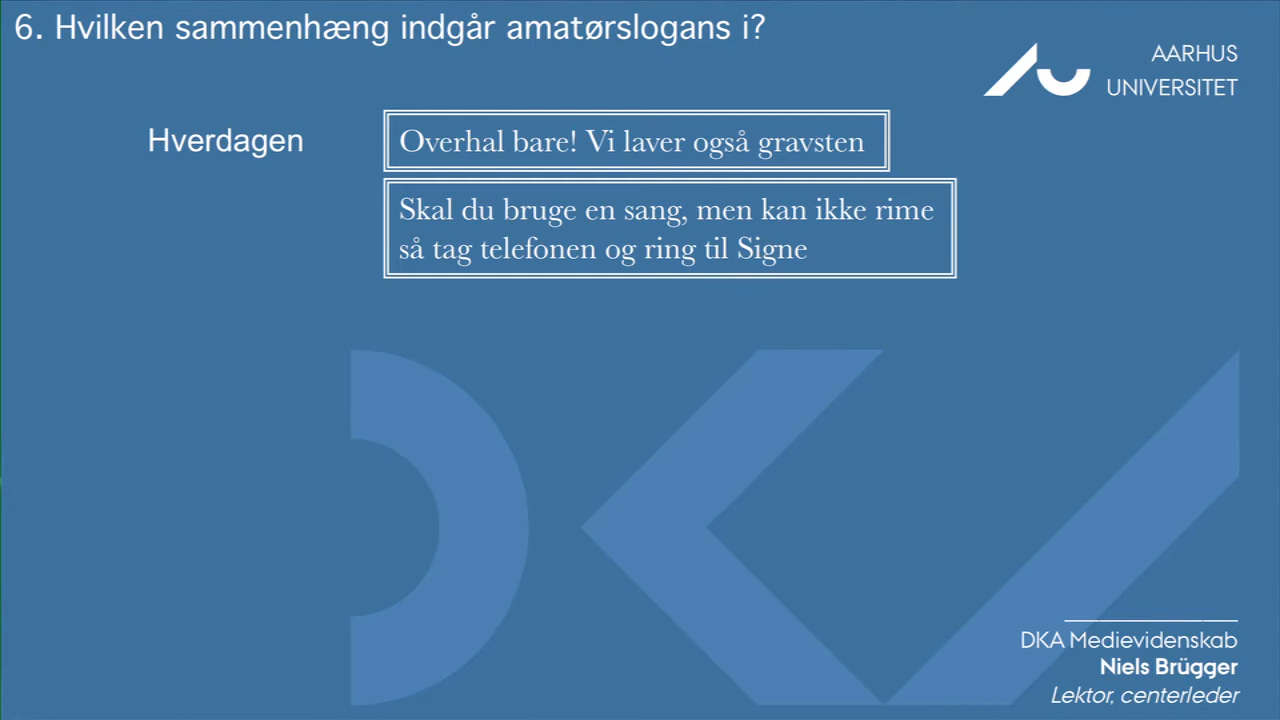 6. Hvilken sammenhæng indgår amatørslogans i?
AARHUS
UNIVERSITET
Hverdagen
Overhal bare! Vi laver også gravsten
Skal du bruge en sang, men kan ikke rime
så tag telefonen og ring til Signe
DKA Medievidenskab
Niels Brügger
Lektor, centerleder